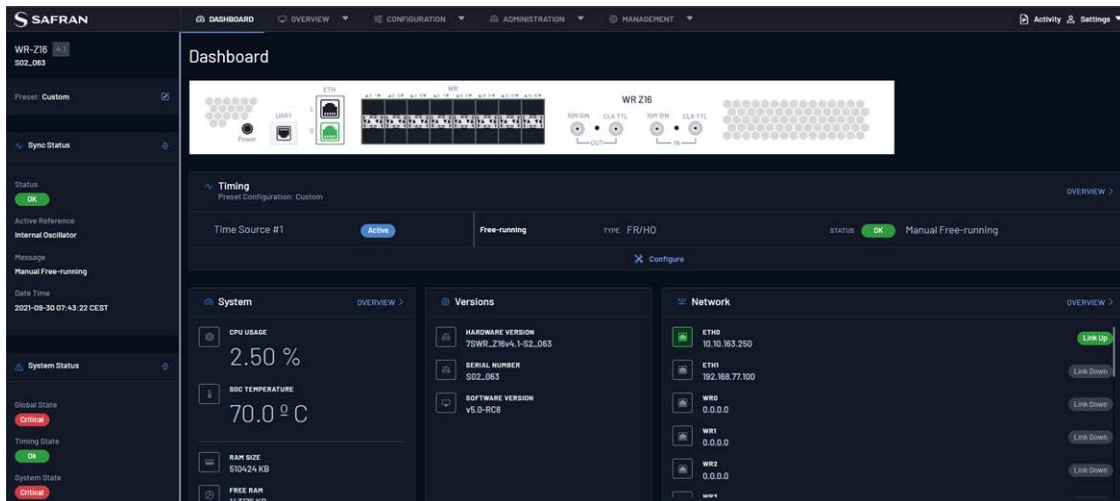 SAFRAN
DASHBOARD
OVERVIEW
CONFIGURATION
ADMINISTRATION
MANAGEMENT
Activity
Settings
WR-Z16 4.1
S02_063
Preset: Custom
Sync Status
Status
OK
Active Reference
Internal Oscillator
Message
Manual Free-running
Date Time
2021-09-30 07:43:22 CEST
System Status
Global State
Critical
Timing State
Ok
System State
Critical
Dashboard
Power
UART
ETH
1
2
WR
WR Z16
10M SIN CLK TTL 10M SIN CLK TTL
OUT IN
Timing
Preset Configuration: Custom
OVERVIEW >
Time Source #1 Active Free-running TYPE FR/HO STATUS OK Manual Free-running
Configure
System OVERVIEW >
CPU USAGE
2.50 %
SOC TEMPERATURE
70.0 º C
RAM SIZE
510424 KB
FREE RAM
Versions
HARDWARE VERSION
7SWR_Z16v4.1-S2_063
SERIAL NUMBER
S02_063
SOFTWARE VERSION
v5.0-RC8
Network OVERVIEW >
ETH0
10.10.163.250
Link Up
ETH1
192.168.77.100
Link Down
WR0
0.0.0.0
Link Down
WR1
0.0.0.0
Link Down
WR2
0.0.0.0
Link Down